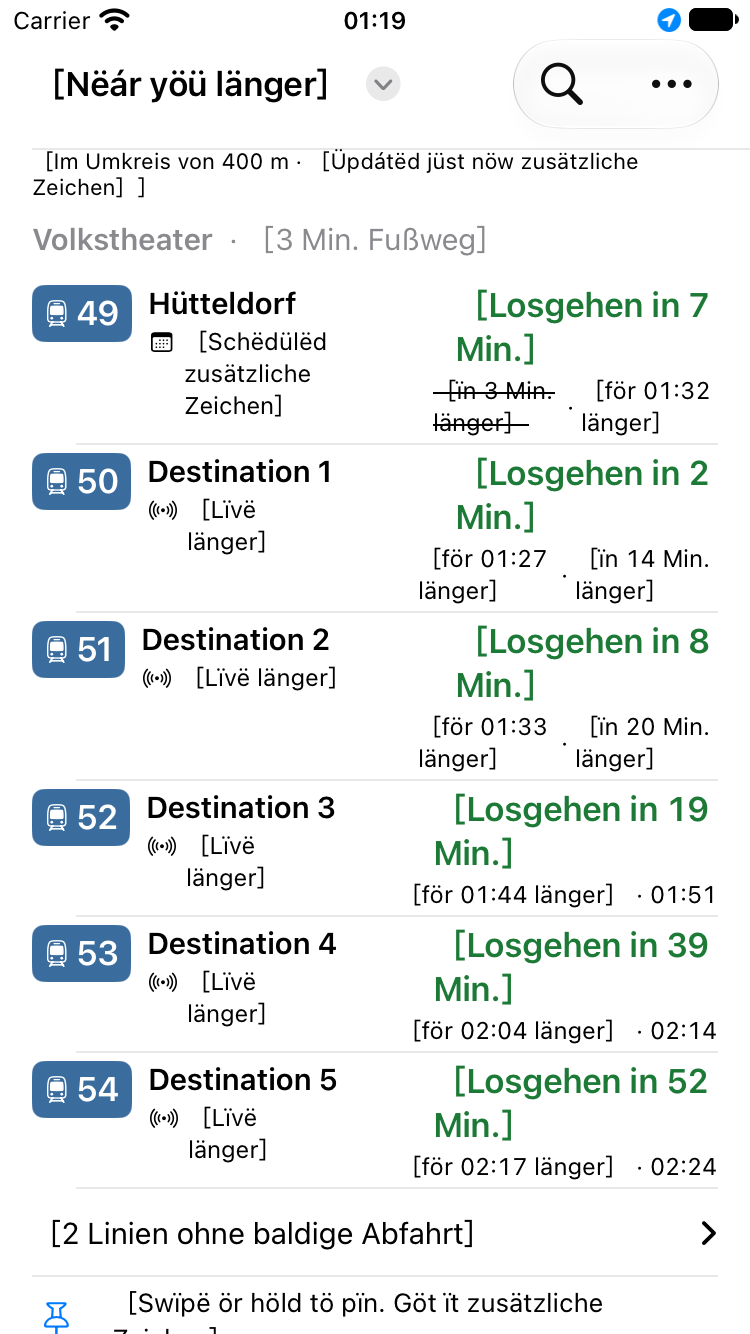 Carrier 01:19
[Nëár yöü länger]
[Im Umkreis von 400 m · [Üpdátëd jüst nöw zusätzliche
Zeichen] ]
Volkstheater · [3 Min. Fußweg]
49 Hütteldorf [Losgehen in 7
Min.]
[Schëdülëd
zusätzliche
Zeichen]
[ïn 3 Min. · [för 01:32
länger] länger]
50 Destination 1 [Losgehen in 2
Min.]
[Lïvë
länger]
[för 01:27 · [ïn 14 Min.
länger] länger]
51 Destination 2 [Losgehen in 8
Min.]
[Lïvë länger]
[för 01:33 · [ïn 20 Min.
länger] länger]
52 Destination 3 [Losgehen in 19
Min.]
[Lïvë
länger]
[för 01:44 länger] · 01:51
53 Destination 4 [Losgehen in 39
Min.]
[Lïvë
länger]
[för 02:04 länger] · 02:14
54 Destination 5 [Losgehen in 52
Min.]
[Lïvë
länger]
[för 02:17 länger] · 02:24
[2 Linien ohne baldige Abfahrt]
[Swïpë ör höld tö pïn. Göt ït zusätzliche